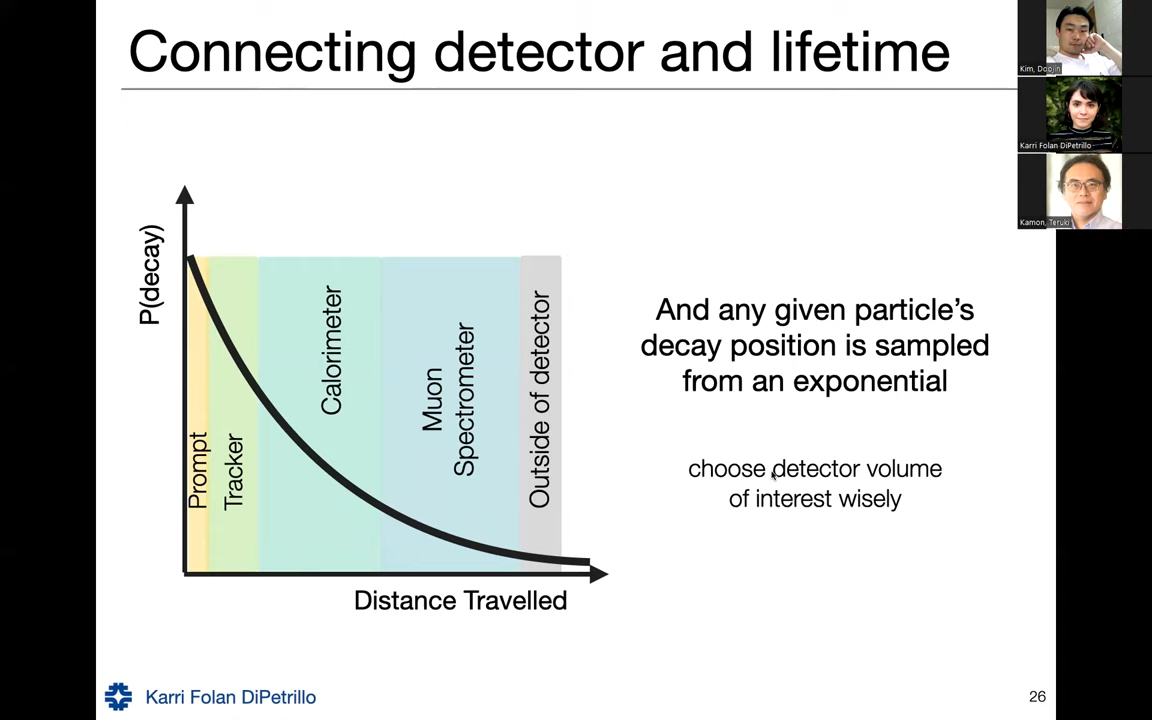 Connecting detector and lifetime
Kim, Doojin
Karri Folan DiPetrillo
Kamon, Teruki
P(decay)
Prompt
Tracker
Calorimeter
Muon
Spectrometer
Outside of detector
Distance Travelled
And any given particle's
decay position is sampled
from an exponential
choose detector volume
of interest wisely
Karri Folan DiPetrillo
26